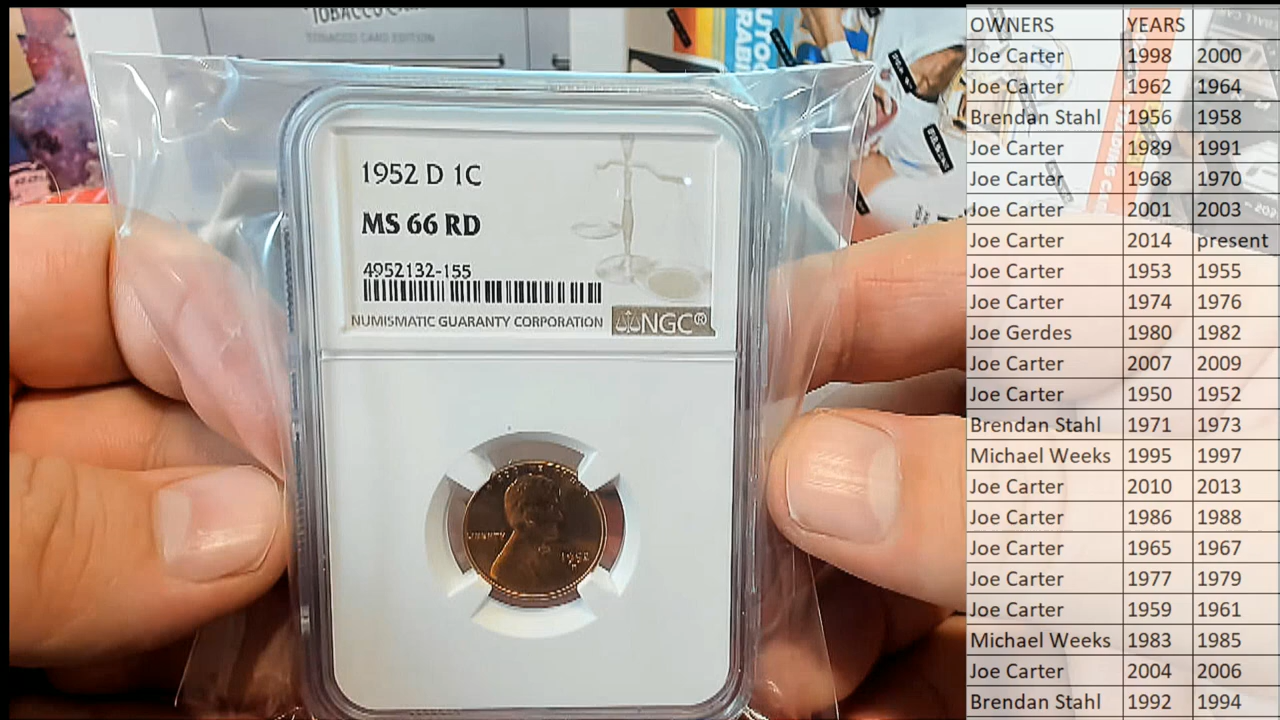 TOBACCO CARD
TOBACCO CARD EDITION
1952 D 1C
MS 66 RD
4952132-155
NUMISMATIC GUARANTY CORPORATION NGC®
LIBERTY
1952
D
OWNERS YEARS
Joe Carter 1998 2000
Joe Carter 1962 1964
Brendan Stahl 1956 1958
Joe Carter 1989 1991
Joe Carter 1968 1970
Joe Carter 2001 2003
Joe Carter 2014 present
Joe Carter 1953 1955
Joe Carter 1974 1976
Joe Gerdes 1980 1982
Joe Carter 2007 2009
Joe Carter 1950 1952
Brendan Stahl 1971 1973
Michael Weeks 1995 1997
Joe Carter 2010 2013
Joe Carter 1986 1988
Joe Carter 1965 1967
Joe Carter 1977 1979
Joe Carter 1959 1961
Michael Weeks 1983 1985
Joe Carter 2004 2006
Brendan Stahl 1992 1994